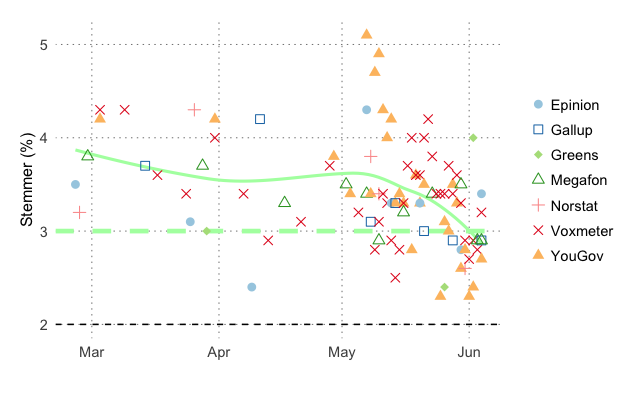 Stemmer (%)
5
4
3
2
Mar Apr May Jun
Epinion
Gallup
Greens
Megafon
Norstat
Voxmeter
YouGov